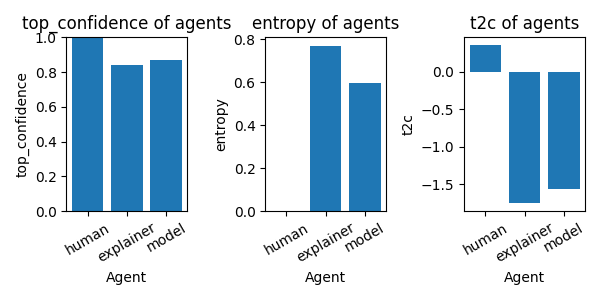 top_confidence of agents
entropy of agents
t2c of agents
top_confidence
1.0
0.8
0.6
0.4
0.2
0.0
human
explainer
model
Agent
entropy
0.8
0.6
0.4
0.2
0.0
human
explainer
model
Agent
t2c
0.0
−0.5
−1.0
−1.5
human
explainer
model
Agent